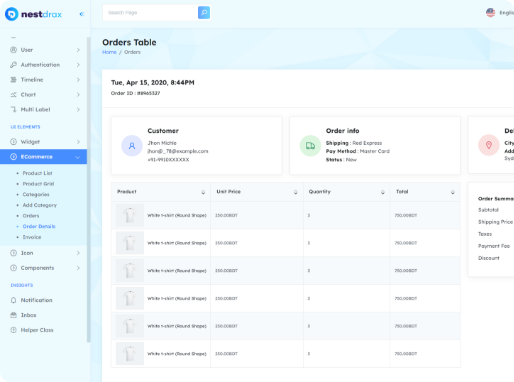 nestdrax
Search Page
Englis
User
Authentication
Timeline
Chart
Multi Label
UI ELEMENTS
Widget
ECommerce
Product List
Product Grid
Categories
Add Category
Orders
Order Details
Invoice
Icon
Components
INSIGHTS
Notification
Inbox
Helper Class
Orders Table
Home / Orders
Tue, Apr 15, 2020, 8:44PM
Order ID : #8965537
Customer
Jhon Mickle
jhon@_78@example.com
+91-9910XXXXXX
Order info
Shipping : Red Express
Pay Method : Master Card
Status : New
De
City
Add
Syd
Product Unit Price Quantity Total
White t-shirt (Round Shape) 250.00BDT 3 750.00BDT
White t-shirt (Round Shape) 250.00BDT 3 750.00BDT
White t-shirt (Round Shape) 250.00BDT 3 750.00BDT
White t-shirt (Round Shape) 250.00BDT 3 750.00BDT
White t-shirt (Round Shape) 250.00BDT 3 750.00BDT
White t-shirt (Round Shape) 250.00BDT 3 750.00BDT
Order Summa
Subtotal
Shipping Price
Taxes
Payment Fee
Discount